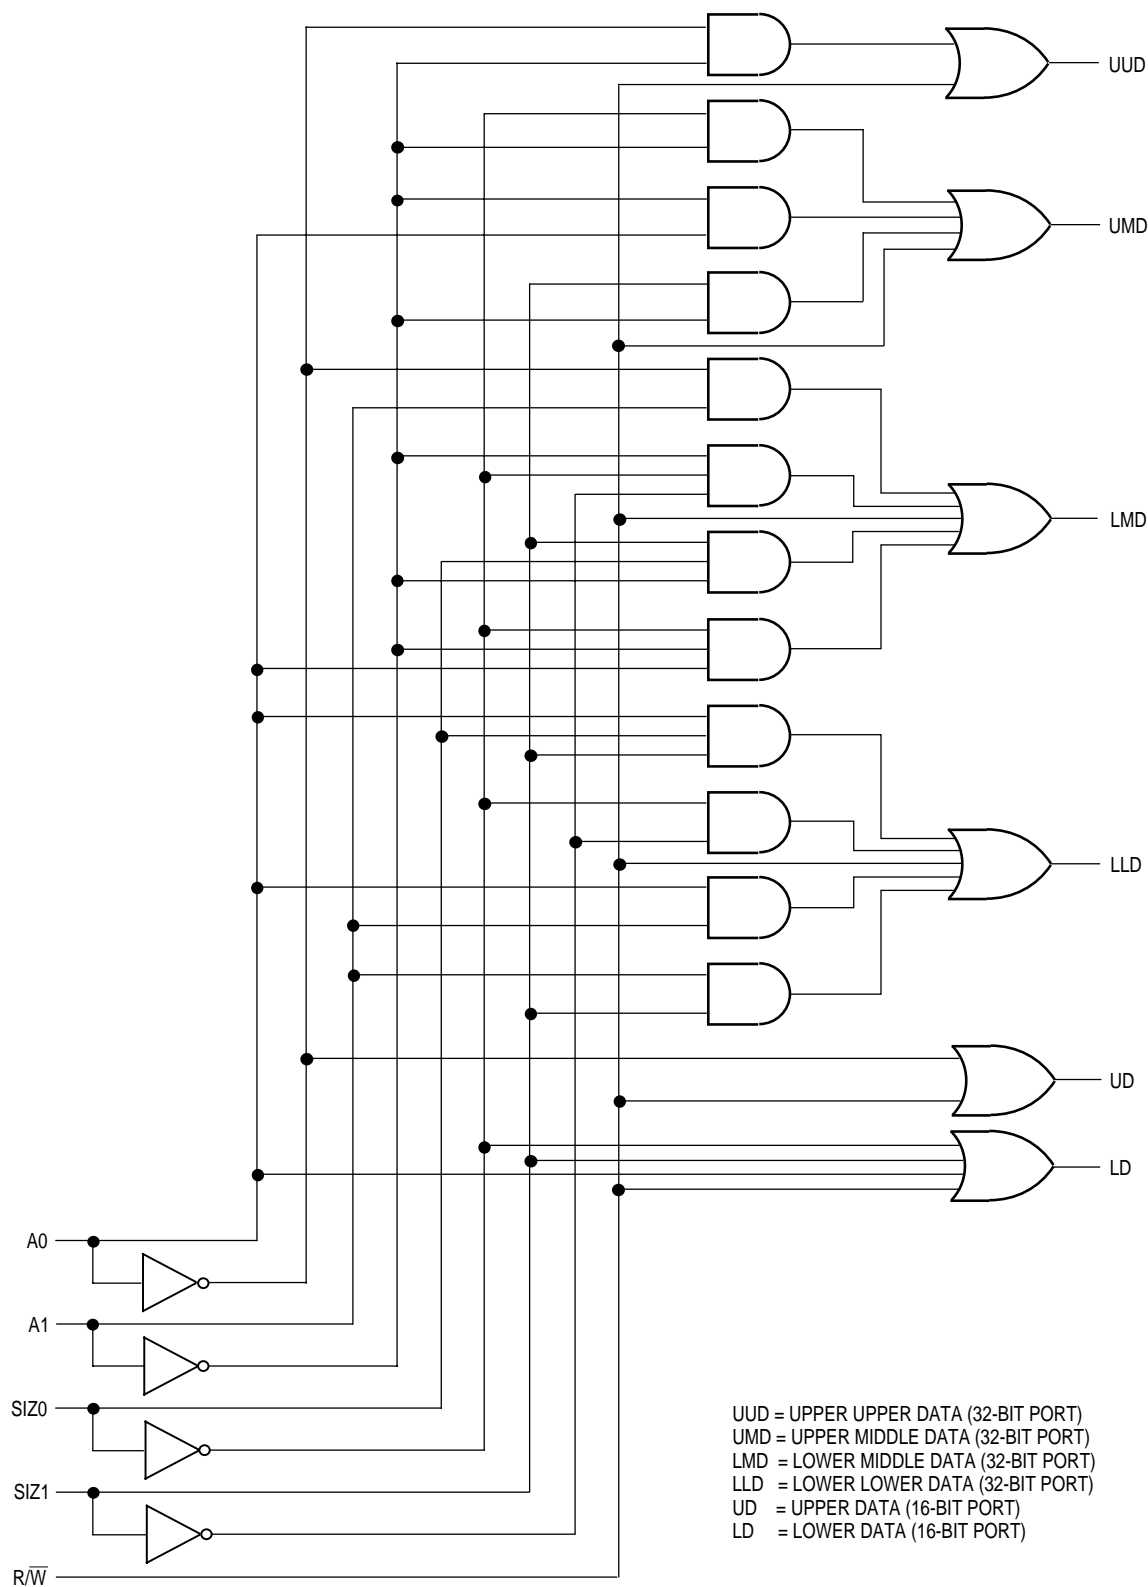 UUD
UMD
LMD
LLD
UD
LD
A0
A1
SIZ0
SIZ1
R/W̅
UUD = UPPER UPPER DATA (32-BIT PORT)
UMD = UPPER MIDDLE DATA (32-BIT PORT)
LMD = LOWER MIDDLE DATA (32-BIT PORT)
LLD = LOWER LOWER DATA (32-BIT PORT)
UD = UPPER DATA (16-BIT PORT)
LD = LOWER DATA (16-BIT PORT)